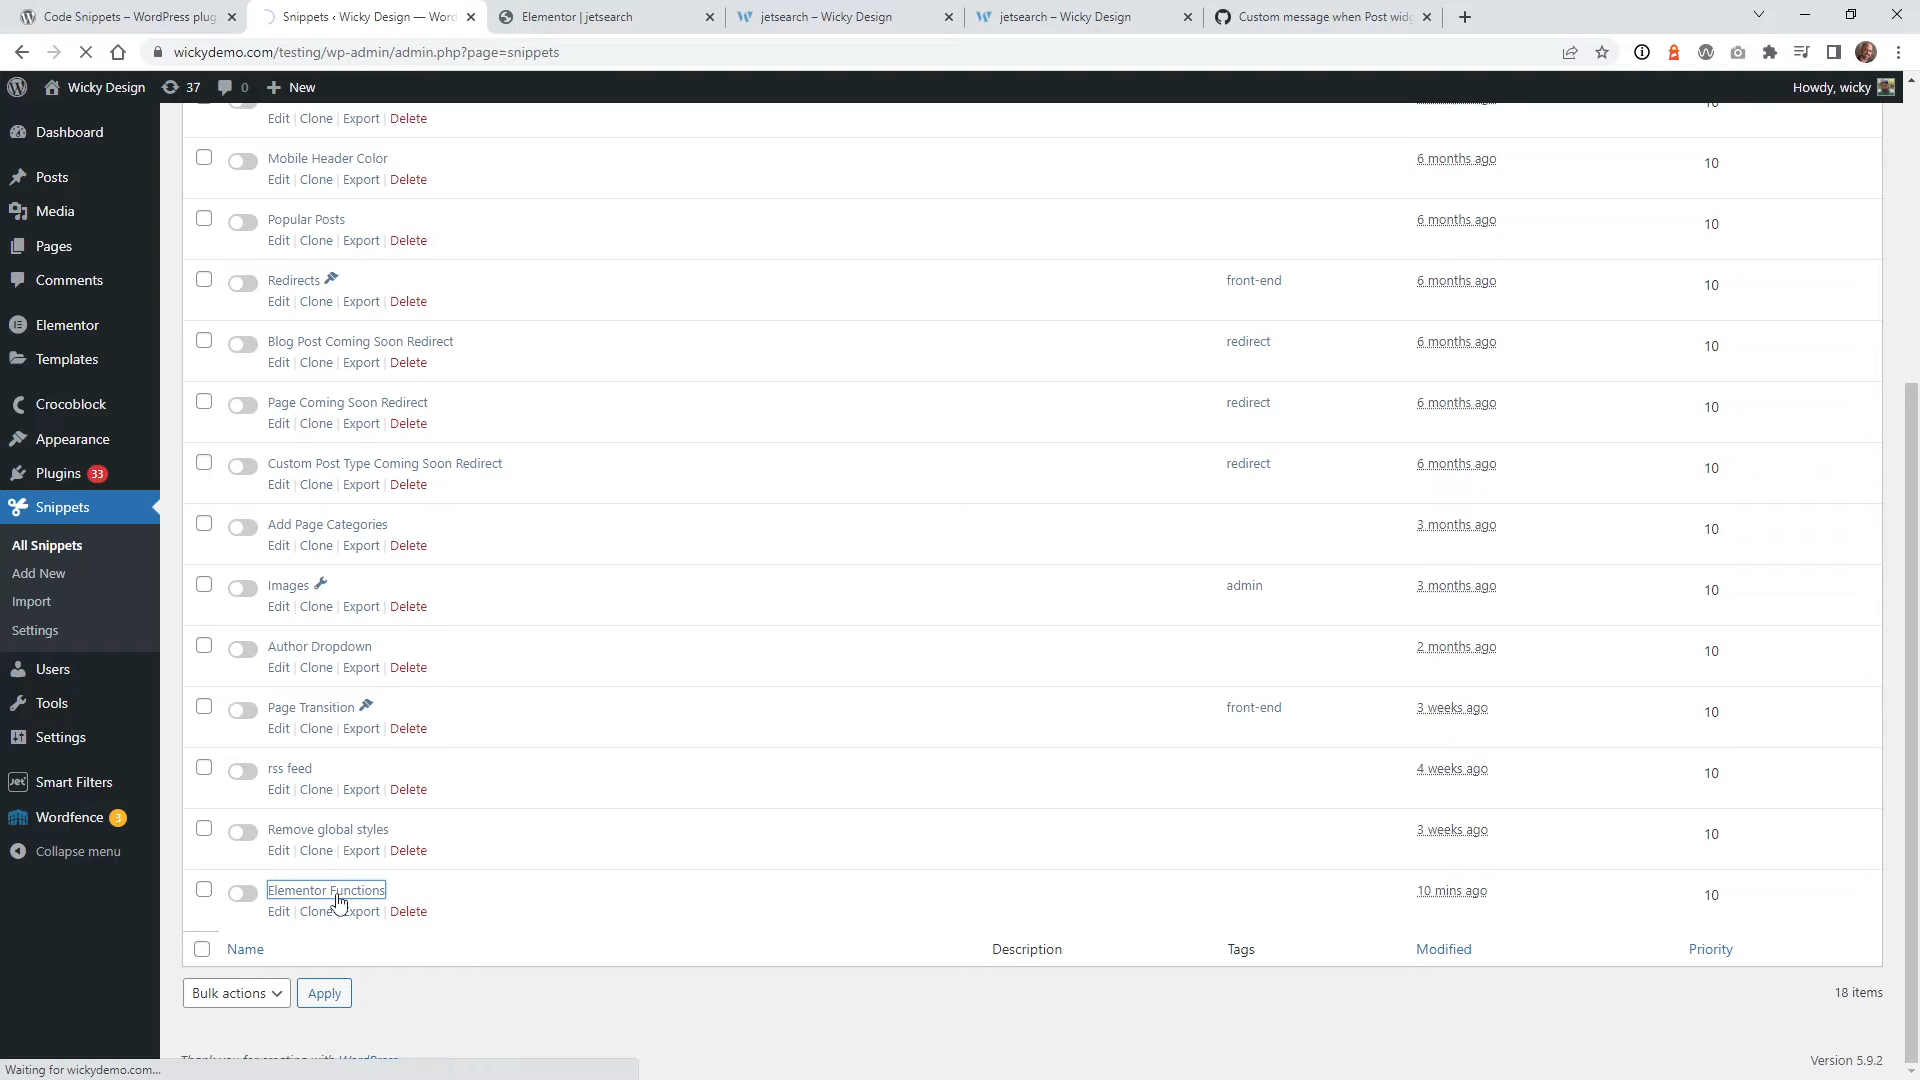 Code Snippets – WordPress plug
Snippets ‹ Wicky Design — Word
Elementor | jetsearch
jetsearch – Wicky Design
jetsearch – Wicky Design
Custom message when Post widg
wickydemo.com/testing/wp-admin/admin.php?page=snippets
Wicky Design
37
0
New
Howdy, wicky
Dashboard
Posts
Media
Pages
Comments
Elementor
Templates
Crocoblock
Appearance
Plugins 33
Snippets
All Snippets
Add New
Import
Settings
Users
Tools
Settings
Smart Filters
Wordfence 3
Collapse menu
10
Edit | Clone | Export | Delete
Mobile Header Color 6 months ago 10
Edit | Clone | Export | Delete
Popular Posts 6 months ago 10
Edit | Clone | Export | Delete
Redirects front-end 6 months ago 10
Edit | Clone | Export | Delete
Blog Post Coming Soon Redirect redirect 6 months ago 10
Edit | Clone | Export | Delete
Page Coming Soon Redirect redirect 6 months ago 10
Edit | Clone | Export | Delete
Custom Post Type Coming Soon Redirect redirect 6 months ago 10
Edit | Clone | Export | Delete
Add Page Categories 3 months ago 10
Edit | Clone | Export | Delete
Images admin 3 months ago 10
Edit | Clone | Export | Delete
Author Dropdown 2 months ago 10
Edit | Clone | Export | Delete
Page Transition front-end 3 weeks ago 10
Edit | Clone | Export | Delete
rss feed 4 weeks ago 10
Edit | Clone | Export | Delete
Remove global styles 3 weeks ago 10
Edit | Clone | Export | Delete
Elementor Functions 10 mins ago 10
Edit | Clone Export | Delete
Name Description Tags Modified Priority
Bulk actions Apply 18 items
Thank you for creating with WordPress
Version 5.9.2
Waiting for wickydemo.com...